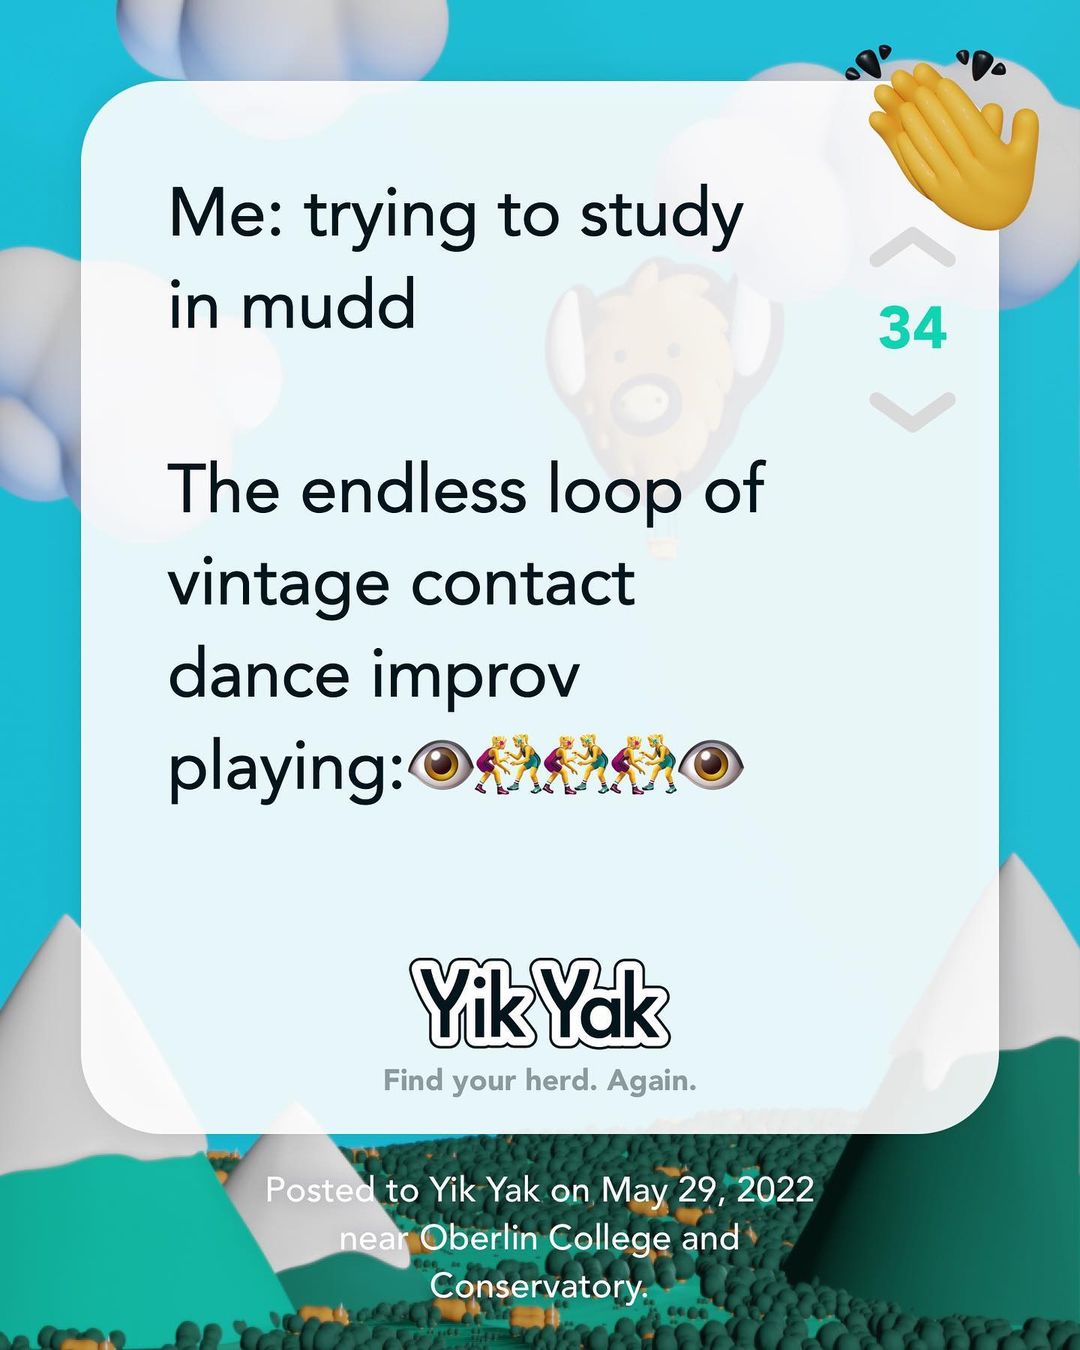 Me: trying to study
in mudd
34
The endless loop of
vintage contact
dance improv
playing:👁️🤼🤼🤼👁️
Yik Yak
Find your herd. Again.
Posted to Yik Yak on May 29, 2022
near Oberlin College and
Conservatory.